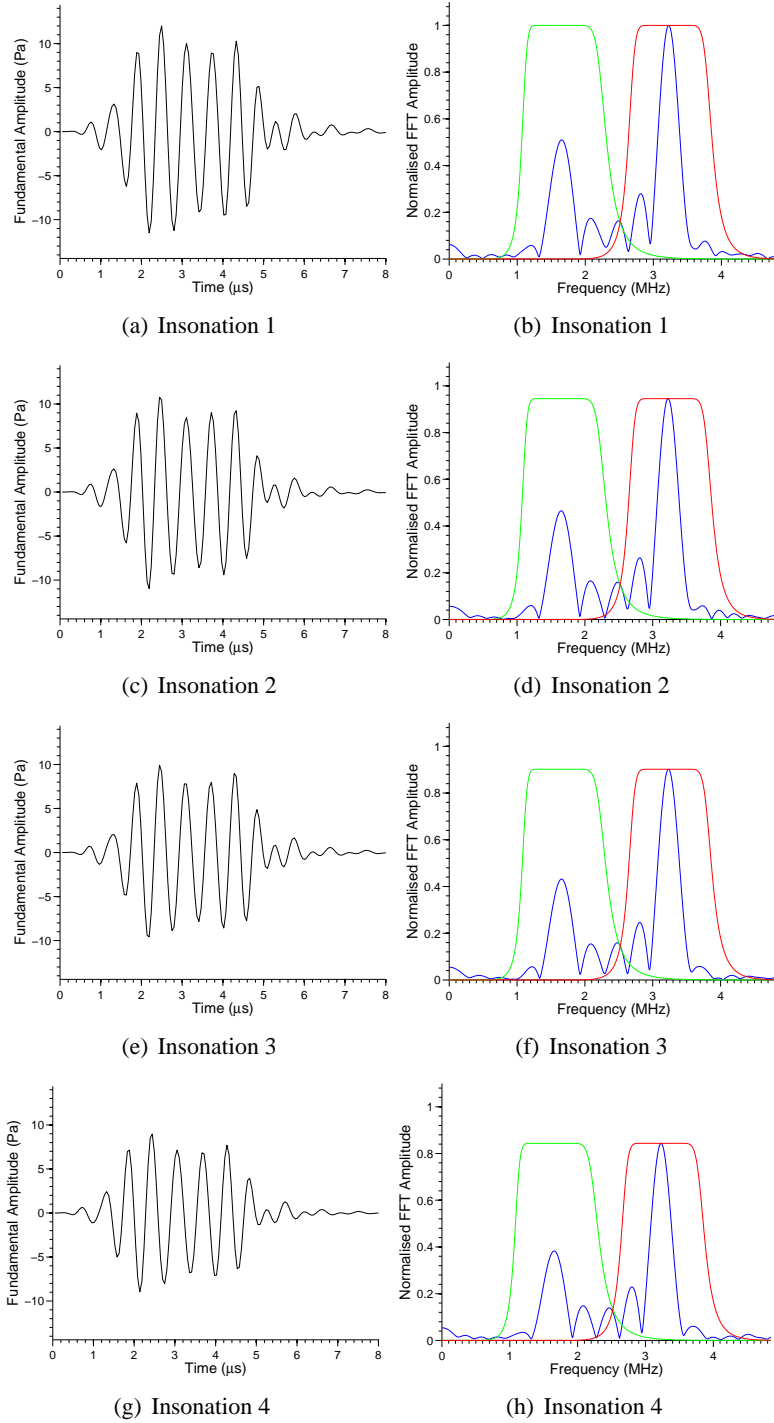 Fundamental Amplitude (Pa)
10
5
0
−5
−10
0 1 2 3 4 5 6 7 8
Time (μs)
(a) Insonation 1
Normalised FFT Amplitude
1
0.8
0.6
0.4
0.2
0
0 1 2 3 4
Frequency (MHz)
(b) Insonation 1
Fundamental Amplitude (Pa)
10
5
0
−5
−10
0 1 2 3 4 5 6 7 8
Time (μs)
(c) Insonation 2
Normalised FFT Amplitude
1
0.8
0.6
0.4
0.2
0
0 1 2 3 4
Frequency (MHz)
(d) Insonation 2
Fundamental Amplitude (Pa)
10
5
0
−5
−10
0 1 2 3 4 5 6 7 8
Time (μs)
(e) Insonation 3
Normalised FFT Amplitude
1
0.8
0.6
0.4
0.2
0
0 1 2 3 4
Frequency (MHz)
(f) Insonation 3
Fundamental Amplitude (Pa)
10
5
0
−5
−10
0 1 2 3 4 5 6 7 8
Time (μs)
(g) Insonation 4
Normalised FFT Amplitude
1
0.8
0.6
0.4
0.2
0
0 1 2 3 4
Frequency (MHz)
(h) Insonation 4